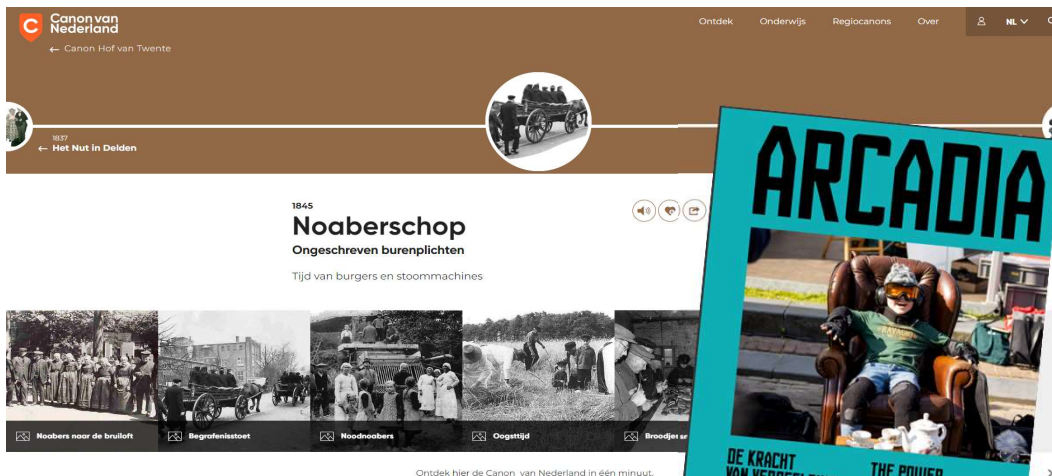 Canon van
Nederland
← Canon Hof van Twente
Ontdek
Onderwijs
Regiocanons
Over
NL
1837
← Het Nut in Delden
1845
Noaberschop
Ongeschreven burenplichten
Tijd van burgers en stoommachines
Noabers naar de bruiloft
Begrafenisstoet
Noodnoabers
Oogsttijd
Ontdek hier de Canon van Nederland in één minuut.
ARCADIA
DE KRACHT
THE POWER